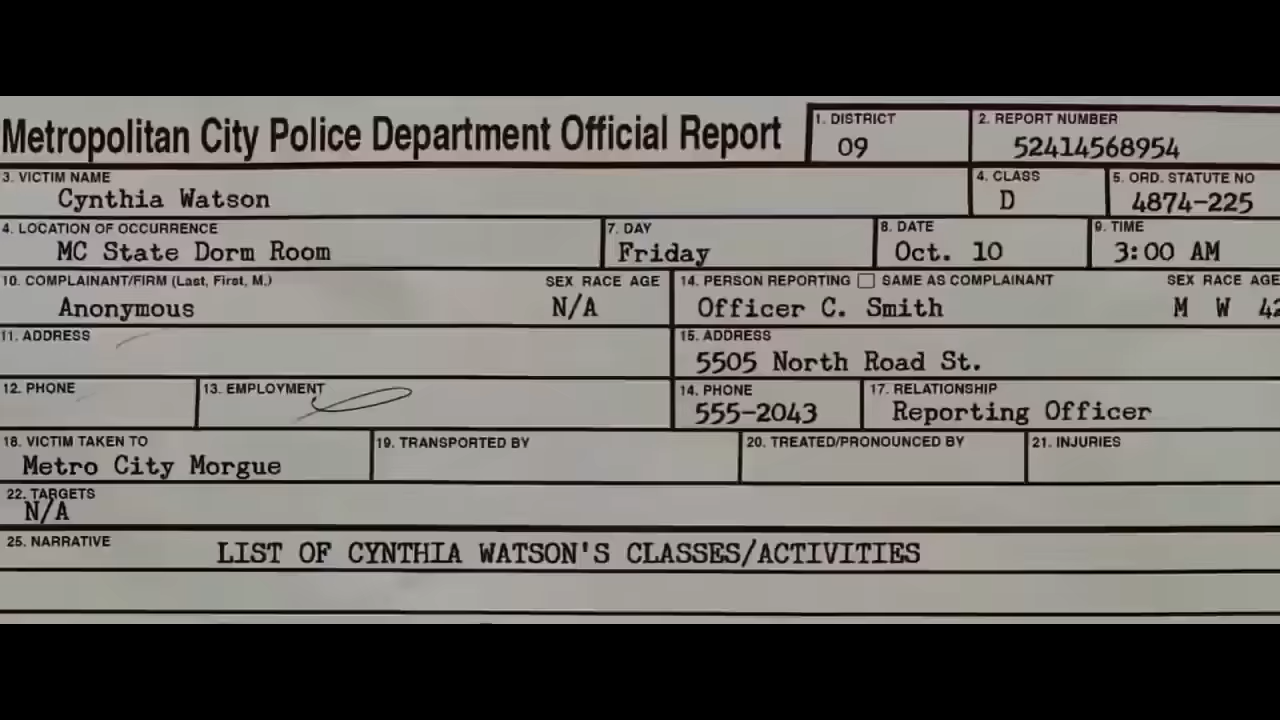 Metropolitan City Police Department Official Report
1. DISTRICT
09
2. REPORT NUMBER
52414568954
3. VICTIM NAME
Cynthia Watson
4. CLASS
D
5. ORD. STATUTE NO
4874-225
4. LOCATION OF OCCURRENCE
MC State Dorm Room
7. DAY
Friday
8. DATE
Oct. 10
9. TIME
3:00 AM
10. COMPLAINANT/FIRM (Last, First, M.) SEX RACE AGE
Anonymous N/A
14. PERSON REPORTING SAME AS COMPLAINANT SEX RACE AGE
Officer C. Smith M W 42
11. ADDRESS
15. ADDRESS
5505 North Road St.
12. PHONE
13. EMPLOYMENT
14. PHONE
555-2043
17. RELATIONSHIP
Reporting Officer
18. VICTIM TAKEN TO
Metro City Morgue
19. TRANSPORTED BY
20. TREATED/PRONOUNCED BY
21. INJURIES
22. TARGETS
N/A
25. NARRATIVE
LIST OF CYNTHIA WATSON'S CLASSES/ACTIVITIES